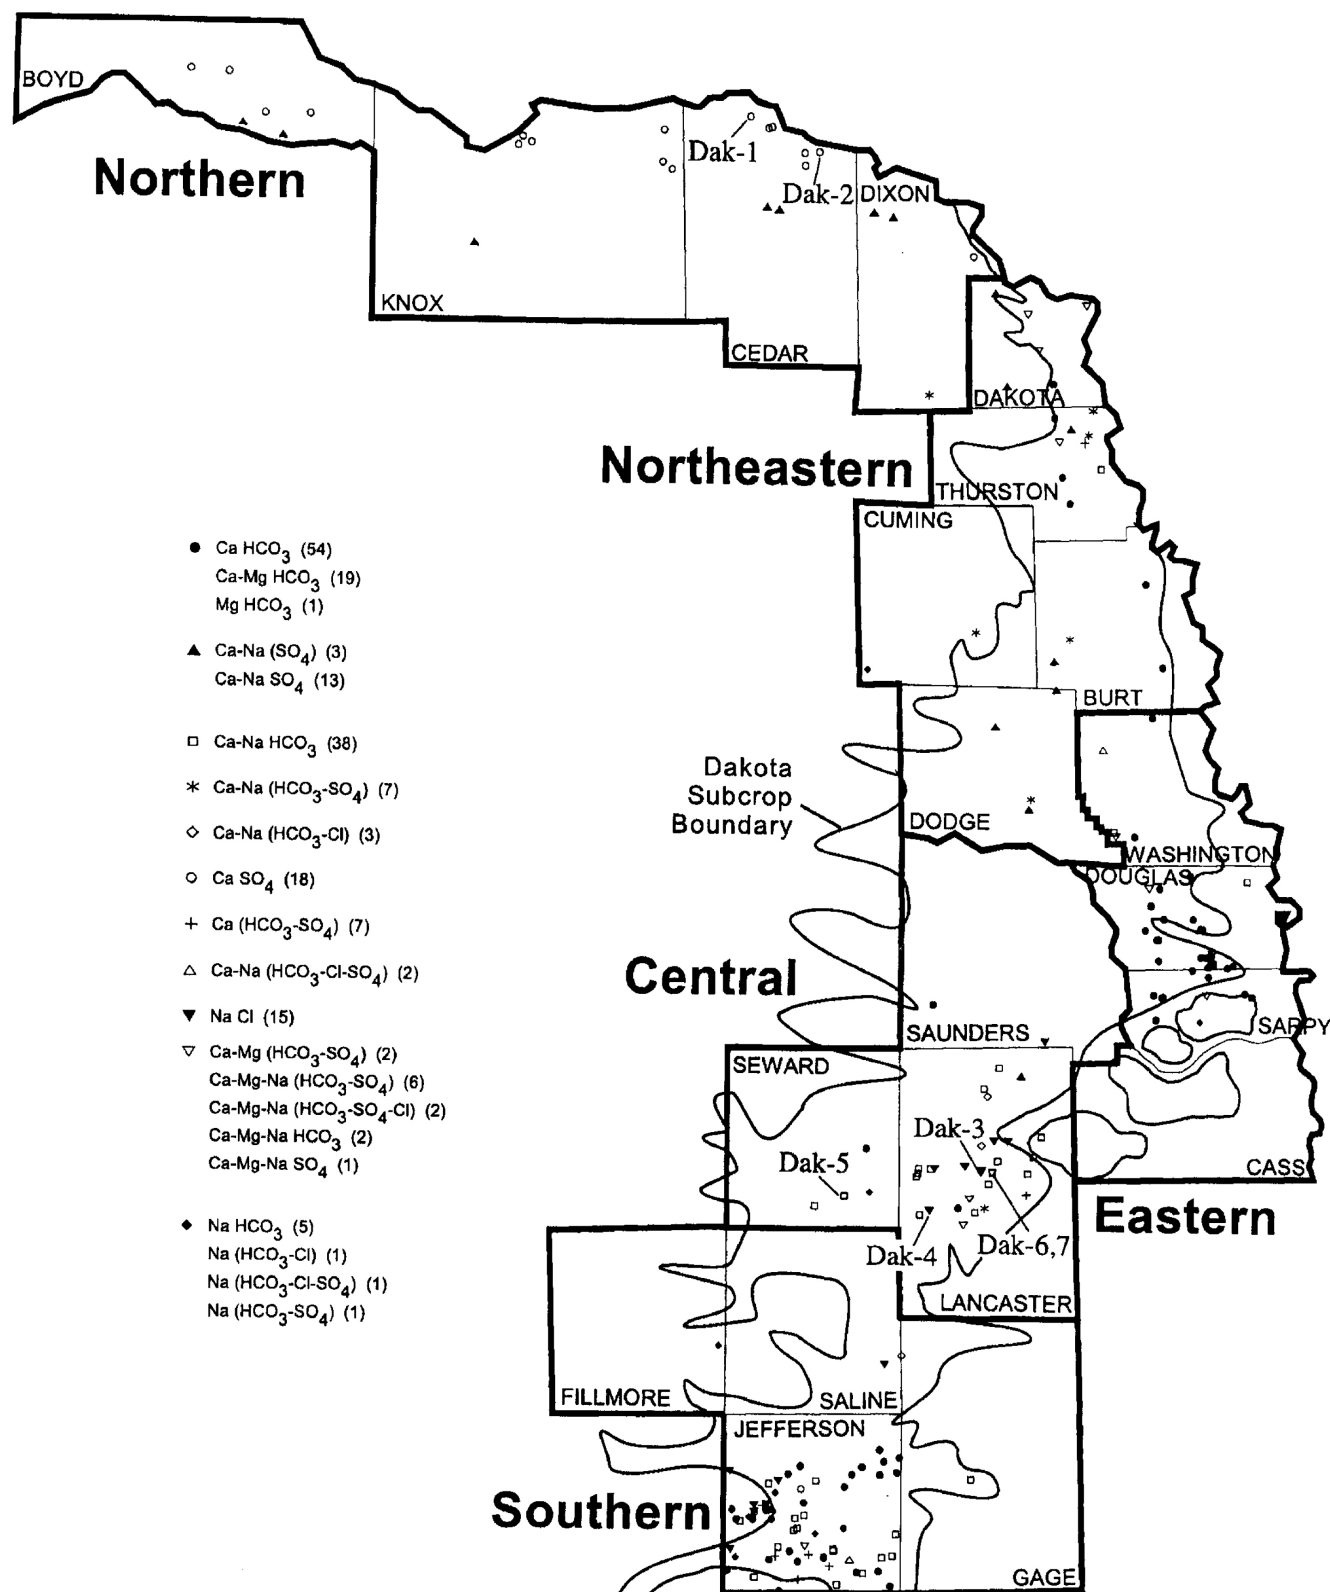 BOYD
Northern
Dak-1
Dak-2
DIXON
KNOX
CEDAR
DAKOTA
Northeastern
THURSTON
CUMING
Ca HCO3 (54)
Ca-Mg HCO3 (19)
Mg HCO3 (1)
Ca-Na (SO4) (3)
Ca-Na SO4 (13)
Ca-Na HCO3 (38)
Ca-Na (HCO3-SO4) (7)
Ca-Na (HCO3-Cl) (3)
Ca SO4 (18)
Ca (HCO3-SO4) (7)
Ca-Na (HCO3-Cl-SO4) (2)
Na Cl (15)
Ca-Mg (HCO3-SO4) (2)
Ca-Mg-Na (HCO3-SO4) (6)
Ca-Mg-Na (HCO3-SO4-Cl) (2)
Ca-Mg-Na HCO3 (2)
Ca-Mg-Na SO4 (1)
Na HCO3 (5)
Na (HCO3-Cl) (1)
Na (HCO3-Cl-SO4) (1)
Na (HCO3-SO4) (1)
BURT
Dakota
Subcrop
Boundary
DODGE
WASHINGTON
DOUGLAS
Central
SAUNDERS
SARPY
SEWARD
Dak-3
Dak-5
CASS
Eastern
Dak-4
Dak-6,7
LANCASTER
FILLMORE
SALINE
JEFFERSON
Southern
GAGE